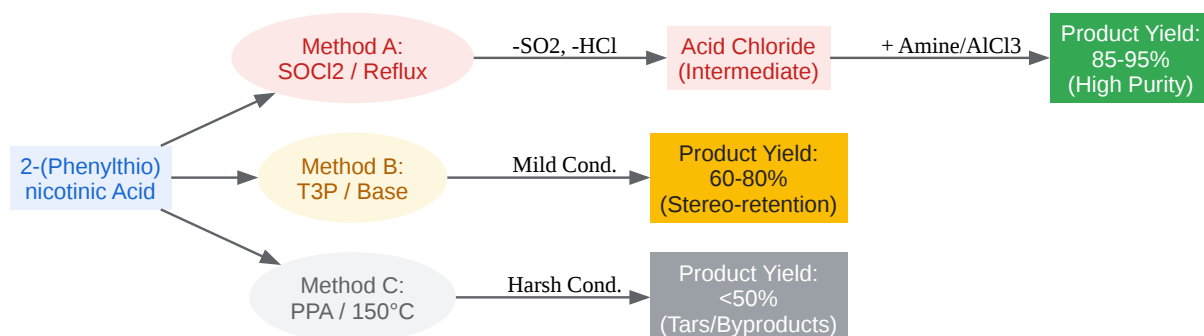 2-(Phenylthio)
nicotinic Acid
Method A:
SOCl2 / Reflux
-SO2, -HCl
Acid Chloride
(Intermediate)
+ Amine/AlCl3
Product Yield:
85-95%
(High Purity)
Method B:
T3P / Base
Mild Cond.
Product Yield:
60-80%
(Stereo-retention)
Method C:
PPA / 150°C
Harsh Cond.
Product Yield:
<50%
(Tars/Byproducts)